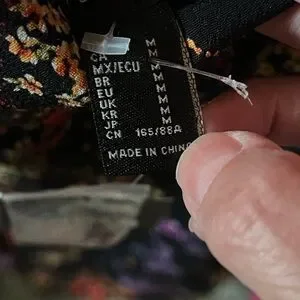 M
CA M
MX/ECU M
BR M
EU M
UK M
KR M
JP M
CN 165/88A
MADE IN CHINA